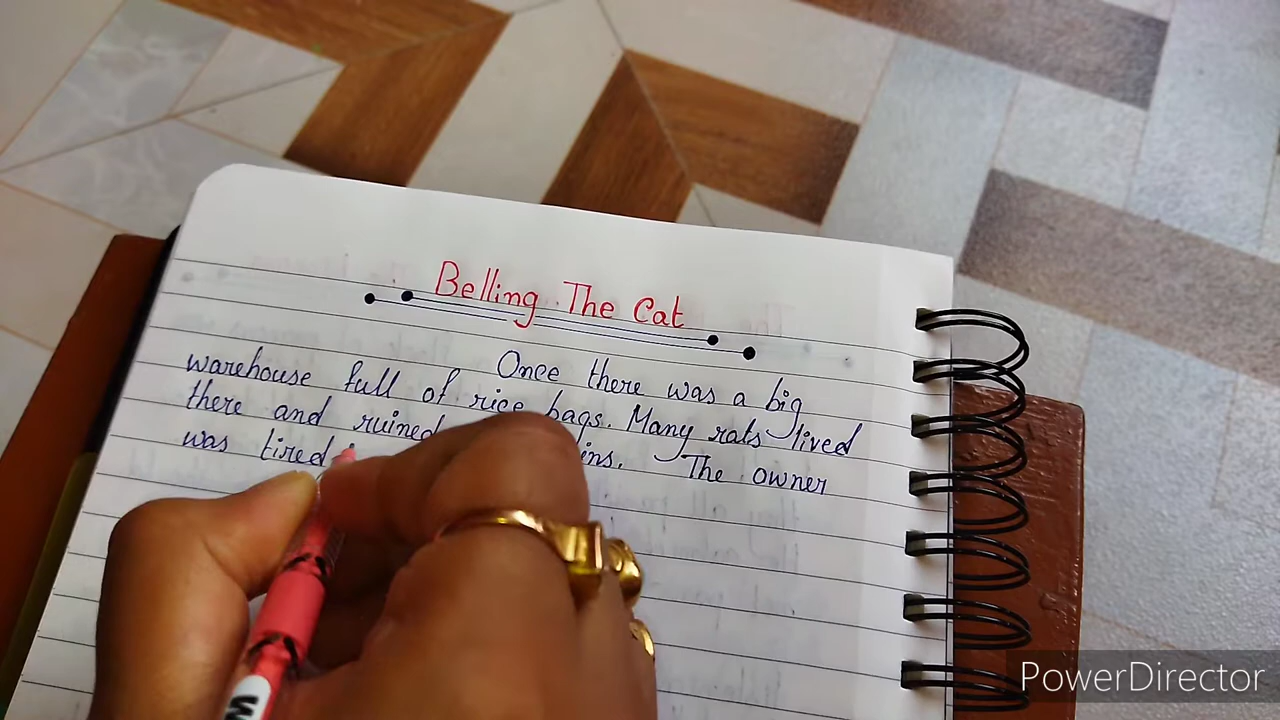 Belling The Cat
Once there was a big
warehouse full of rice bags. Many rats lived
there and ruined The owner
was tired
PowerDirector